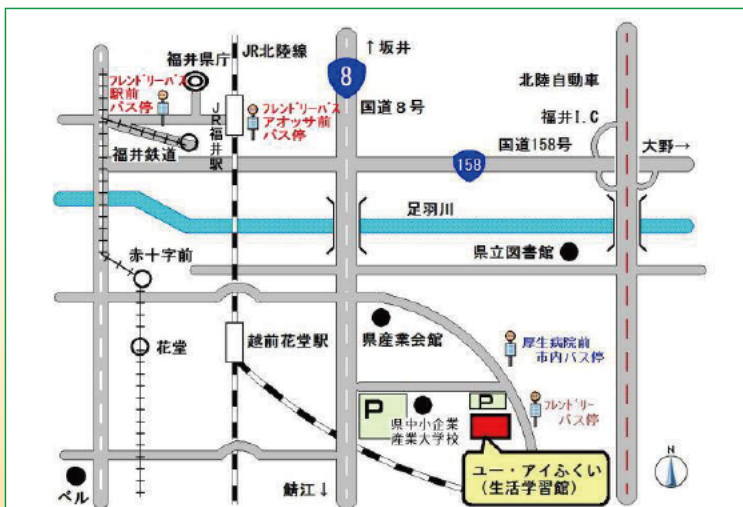 JR北陸線
↑坂井
福井県庁
8
北陸自動車
フレンドリーバス
駅前
バス停
フレンドリーバス
アオッサ前
バス停
JR福井駅
国道8号
福井I.C
福井鉄道
国道158号
大野→
158
足羽川
赤十字前
県立図書館
花堂
越前花堂駅
県産業会館
厚生病院前
市内バス停
P
P
県中小企業
産業大学校
フレンドリー
バス停
ユー・アイふくい
(生活学習館)
N
ベル
鯖江↓